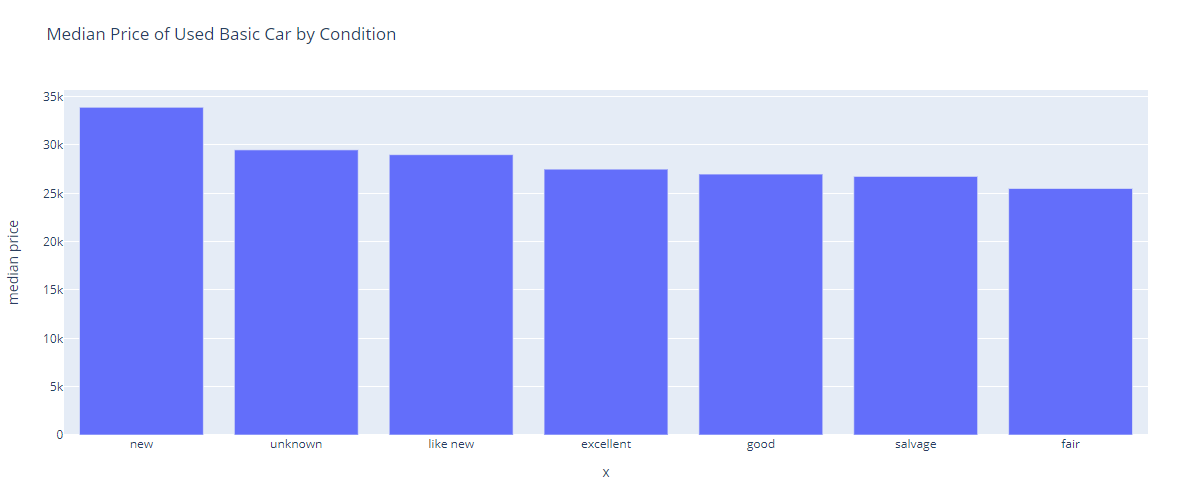 Median Price of Used Basic Car by Condition
35k
30k
25k
20k
15k
10k
5k
0
median price
new unknown like new excellent good salvage fair
x